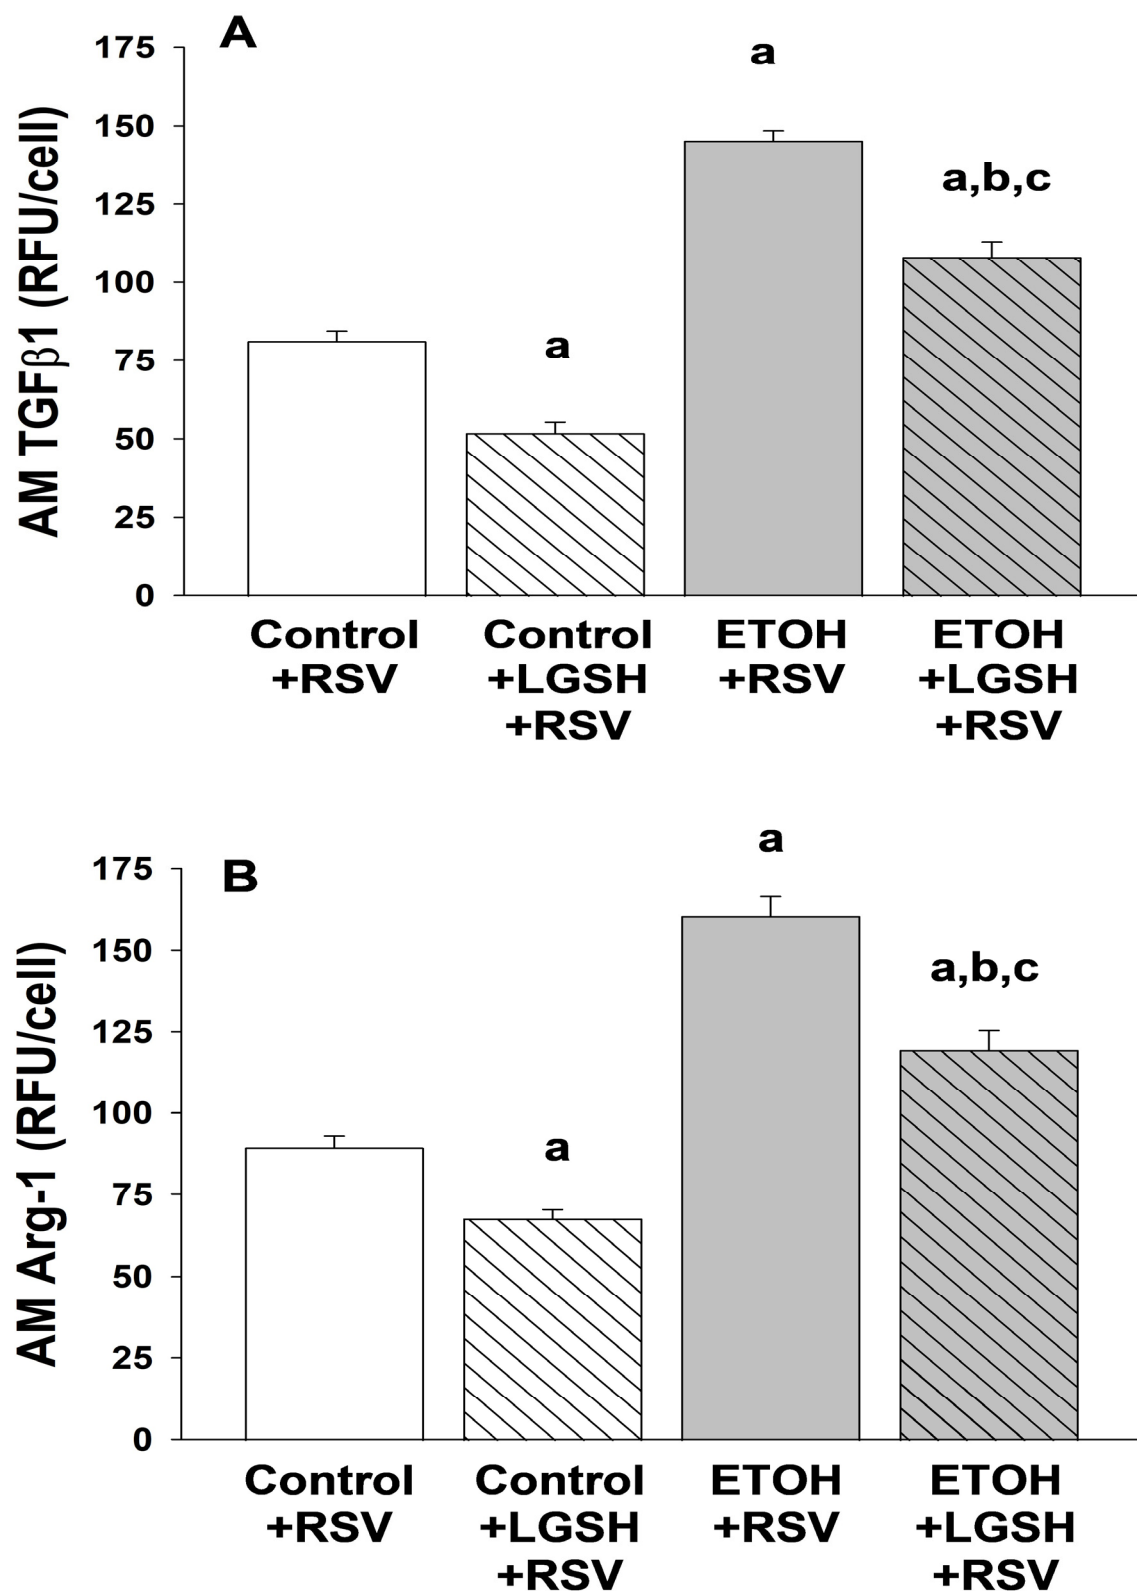 A
AM TGFβ1 (RFU/cell)
175
150
125
100
75
50
25
0
a
a
a,b,c
Control
+RSV
Control
+LGSH
+RSV
ETOH
+RSV
ETOH
+LGSH
+RSV
B
AM Arg-1 (RFU/cell)
175
150
125
100
75
50
25
0
a
a
a,b,c
Control
+RSV
Control
+LGSH
+RSV
ETOH
+RSV
ETOH
+LGSH
+RSV